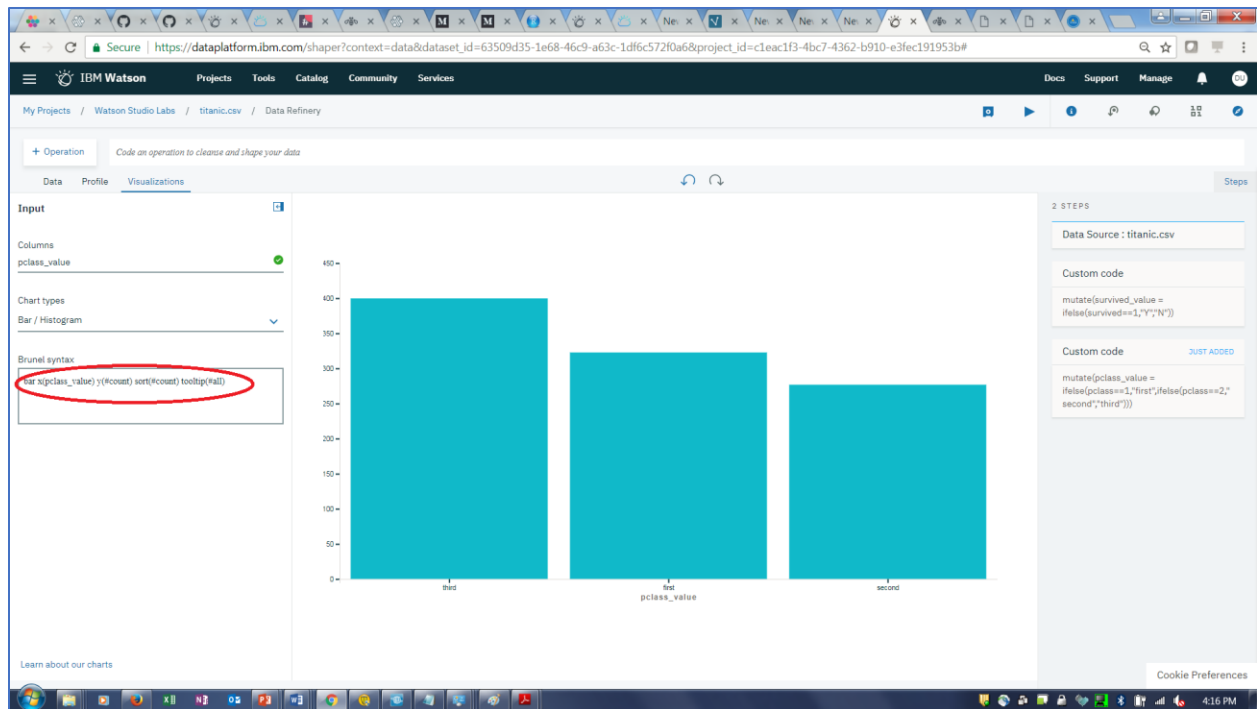 Nev
Nev
Nev
Nev
Secure | https://dataplatform.ibm.com/shaper?context=data&dataset_id=63509d35-1e68-46c9-a63c-1df6c572f0a6&project_id=c1eac1f3-4bc7-4362-b910-e3fec191953b#
IBM Watson Projects Tools Catalog Community Services Docs Support Manage DU
My Projects / Watson Studio Labs / titanic.csv / Data Refinery
+ Operation Code an operation to cleanse and shape your data
Data Profile Visualizations Steps
Input
Columns
pclass_value
Chart types
Bar / Histogram
Brunel syntax
bar x(pclass_value) y(#count) sort(#count) tooltip(#all)
Learn about our charts
450
400
350
300
250
200
150
100
50
0
third first second
pclass_value
2 STEPS
Data Source : titanic.csv
Custom code
mutate(survived_value =
ifelse(survived==1,"Y","N"))
Custom code JUST ADDED
mutate(pclass_value =
ifelse(pclass==1,"first",ifelse(pclass==2,"
second","third")))
Cookie Preferences
4:16 PM